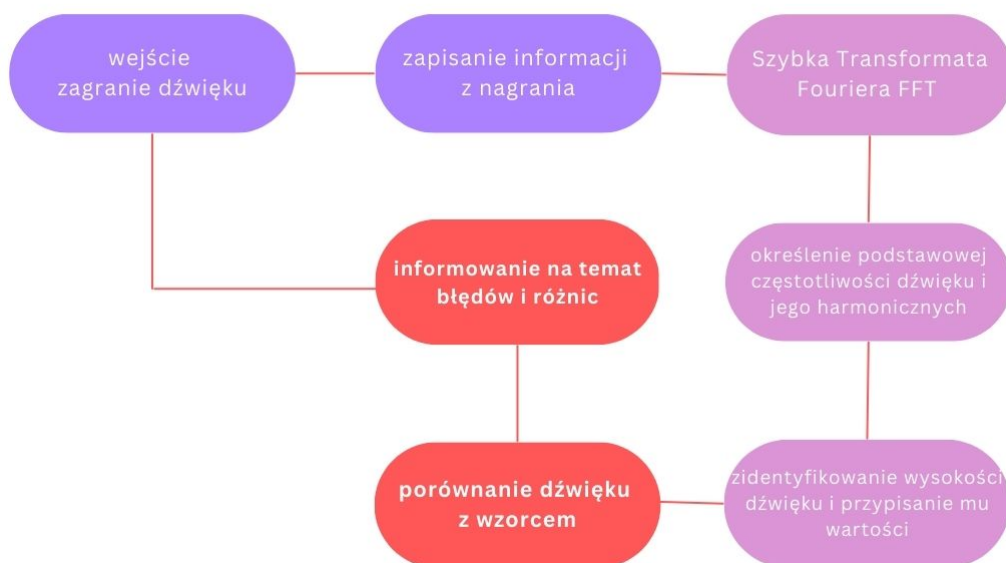 wejście
zagranie dźwięku
zapisanie informacji
z nagrania
Szybka Transformata
Fouriera FFT
informowanie na temat
błędów i różnic
określenie podstawowej
częstotliwości dźwięku i
jego harmonicznych
porównanie dźwięku
z wzorcem
zidentyfikowanie wysokości
dźwięku i przypisanie mu
wartości